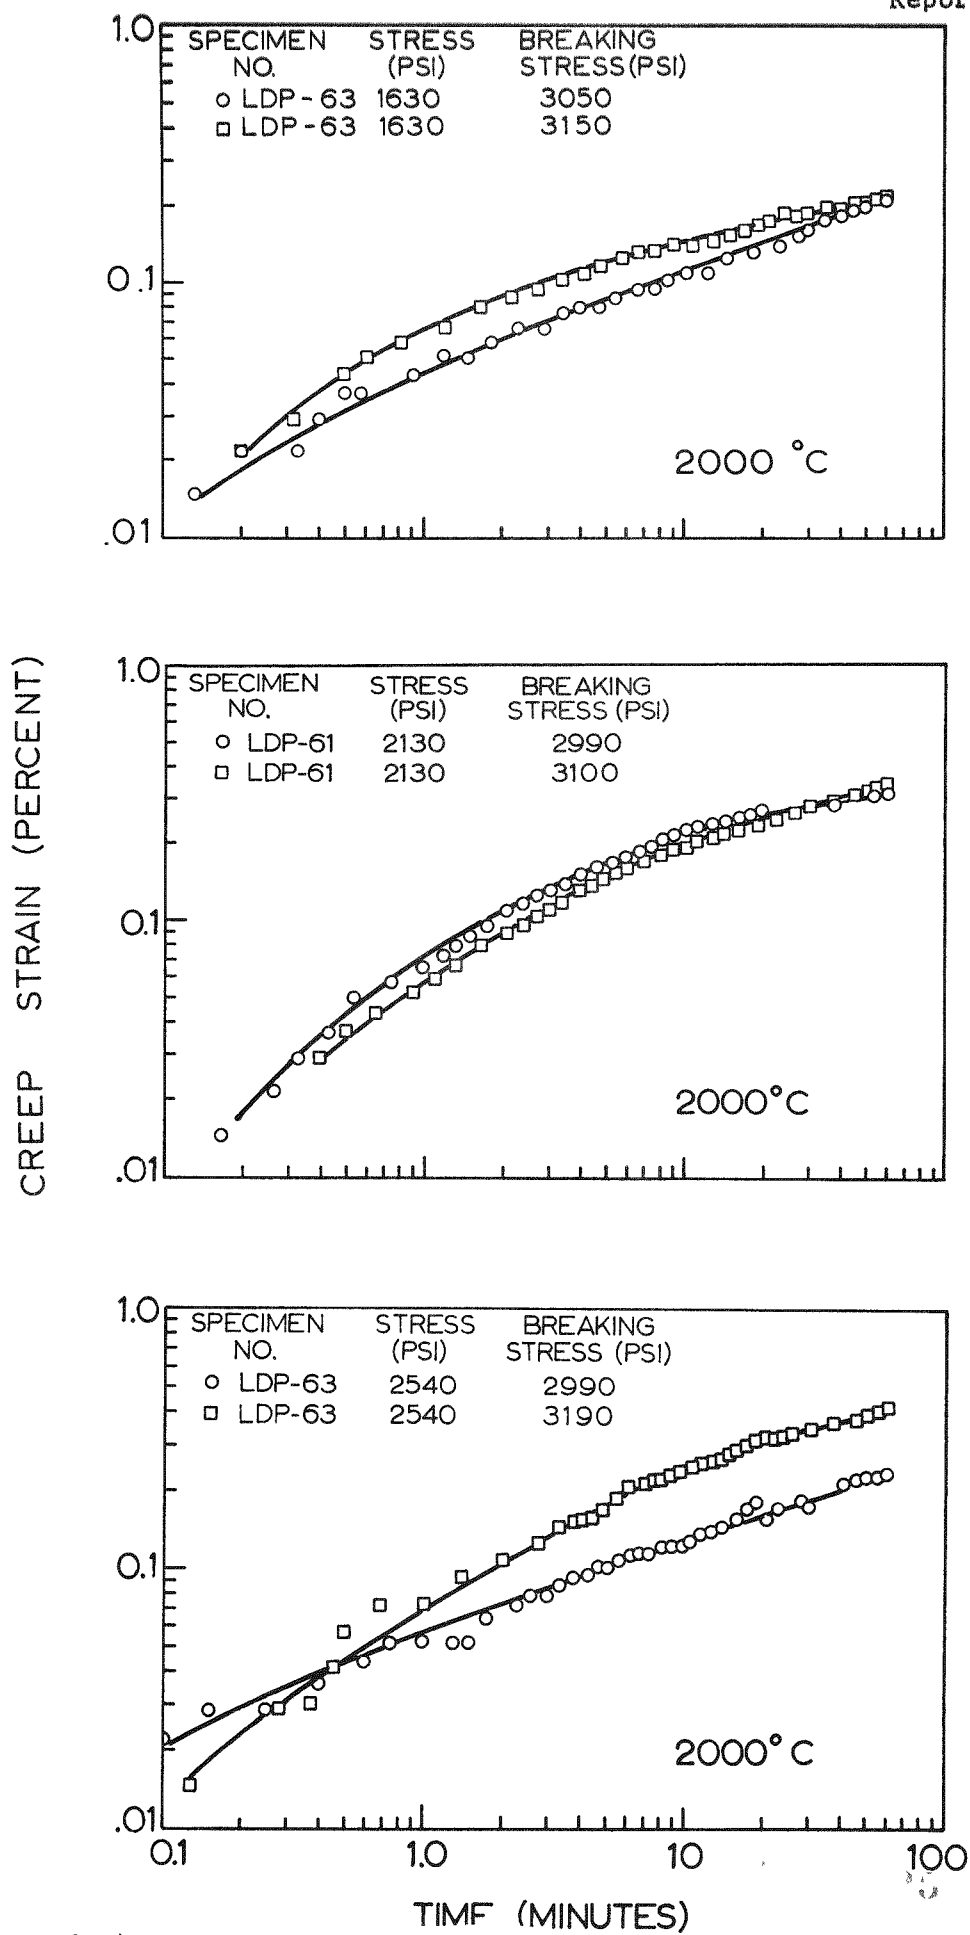 Repor
1.0
SPECIMEN STRESS BREAKING
NO. (PSI) STRESS (PSI)
○ LDP-63 1630 3050
□ LDP-63 1630 3150
0.1
2000 °C
.01
1.0
SPECIMEN STRESS BREAKING
NO. (PSI) STRESS (PSI)
○ LDP-61 2130 2990
□ LDP-61 2130 3100
0.1
2000°C
.01
CREEP STRAIN (PERCENT)
1.0
SPECIMEN STRESS BREAKING
NO. (PSI) STRESS (PSI)
○ LDP-63 2540 2990
□ LDP-63 2540 3190
0.1
2000°C
.01
0.1 1.0 10 100
TIMF (MINUTES)